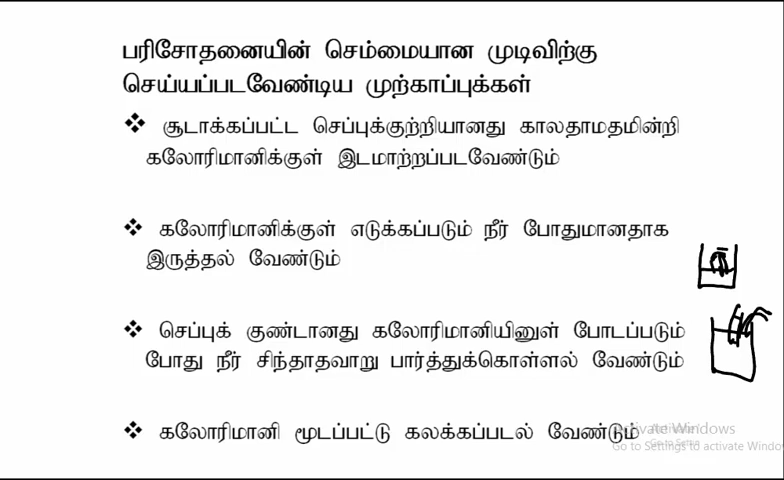 பரிசோதனையின் செம்மையான முடிவிற்கு
செய்யப்படவேண்டிய முற்காப்புக்கள்
❖ சூடாக்கப்பட்ட செப்புக்குற்றியானது காலதாமதமின்றி
கலோரிமானிக்குள் இடமாற்றப்படவேண்டும்
❖ கலோரிமானிக்குள் எடுக்கப்படும் நீர் போதுமானதாக
இருத்தல் வேண்டும்
❖ செப்புக் குண்டானது கலோரிமானியினுள் போடப்படும்
போது நீர் சிந்தாதவாறு பார்த்துக்கொள்ளல் வேண்டும்
❖ கலோரிமானி மூடப்பட்டு கலக்கப்படல் வேண்டும்
Activate Windows
Go to Settings to activate Windo